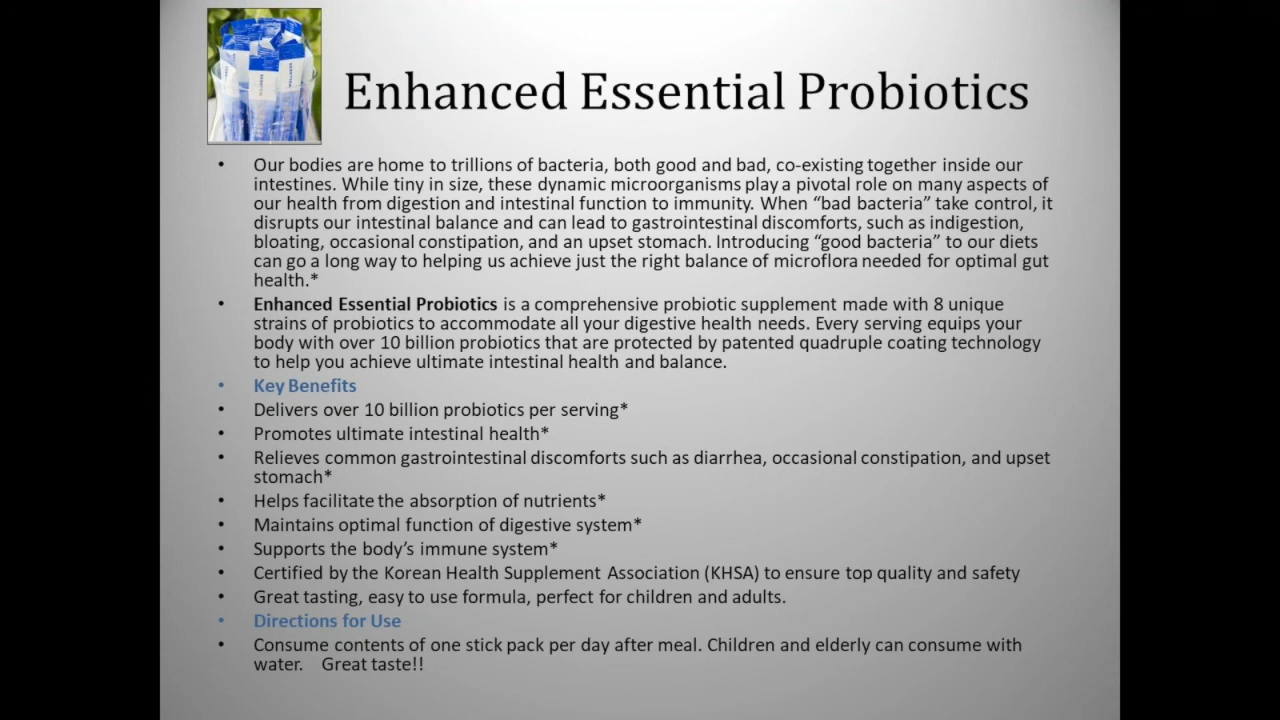 Enhanced Essential Probiotics
• Our bodies are home to trillions of bacteria, both good and bad, co-existing together inside our
intestines. While tiny in size, these dynamic microorganisms play a pivotal role on many aspects of
our health from digestion and intestinal function to immunity. When “bad bacteria” take control, it
disrupts our intestinal balance and can lead to gastrointestinal discomforts, such as indigestion,
bloating, occasional constipation, and an upset stomach. Introducing “good bacteria” to our diets
can go a long way to helping us achieve just the right balance of microflora needed for optimal gut
health.*
• Enhanced Essential Probiotics is a comprehensive probiotic supplement made with 8 unique
strains of probiotics to accommodate all your digestive health needs. Every serving equips your
body with over 10 billion probiotics that are protected by patented quadruple coating technology
to help you achieve ultimate intestinal health and balance.
• Key Benefits
• Delivers over 10 billion probiotics per serving*
• Promotes ultimate intestinal health*
• Relieves common gastrointestinal discomforts such as diarrhea, occasional constipation, and upset
stomach*
• Helps facilitate the absorption of nutrients*
• Maintains optimal function of digestive system*
• Supports the body’s immune system*
• Certified by the Korean Health Supplement Association (KHSA) to ensure top quality and safety
• Great tasting, easy to use formula, perfect for children and adults.
• Directions for Use
• Consume contents of one stick pack per day after meal. Children and elderly can consume with
water. Great taste!!